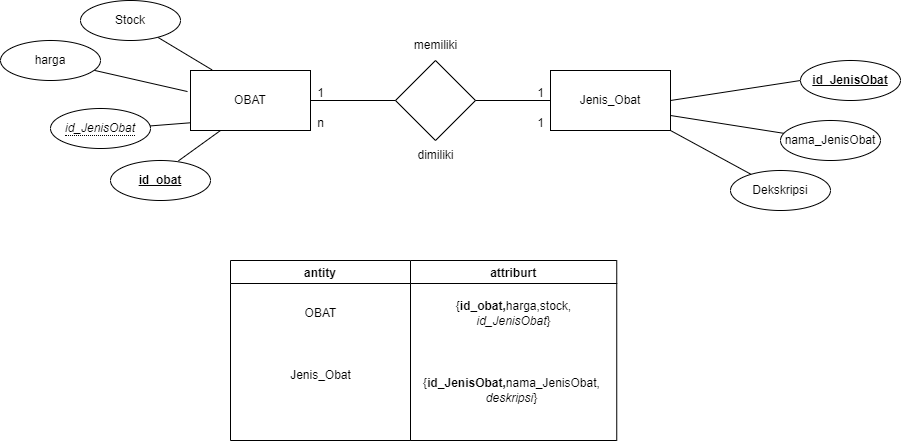 Stock
harga
id_JenisObat
id_obat
OBAT
1
n
memiliki
dimiliki
1
1
Jenis_Obat
id_JenisObat
nama_JenisObat
Dekskripsi
antity
attriburt
OBAT
{id_obat,harga,stock,
id_JenisObat}
Jenis_Obat
{id_JenisObat,nama_JenisObat,
deskripsi}